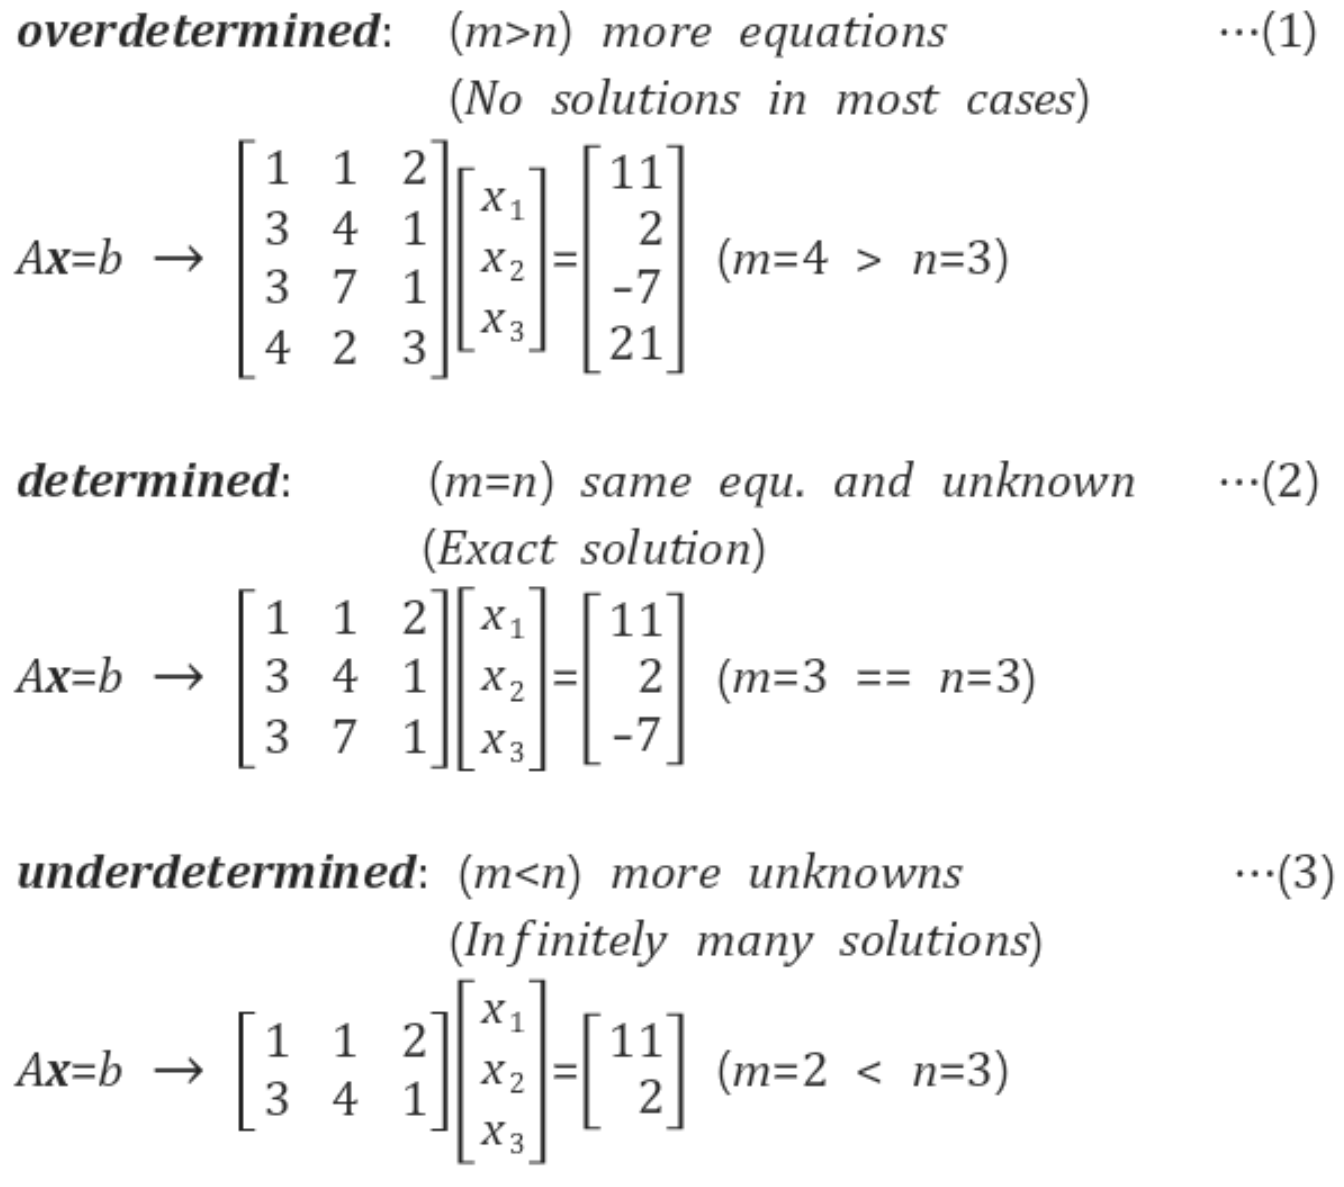 overdetermined: (m>n) more equations ⋯(1)
(No solutions in most cases)
Ax=b → [1 1 2; 3 4 1; 3 7 1; 4 2 3] [x₁; x₂; x₃] = [11; 2; -7; 21] (m=4 > n=3)
determined: (m=n) same equ. and unknown ⋯(2)
(Exact solution)
Ax=b → [1 1 2; 3 4 1; 3 7 1] [x₁; x₂; x₃] = [11; 2; -7] (m=3 == n=3)
underdetermined: (m<n) more unknowns ⋯(3)
(Infinitely many solutions)
Ax=b → [1 1 2; 3 4 1] [x₁; x₂; x₃] = [11; 2] (m=2 < n=3)